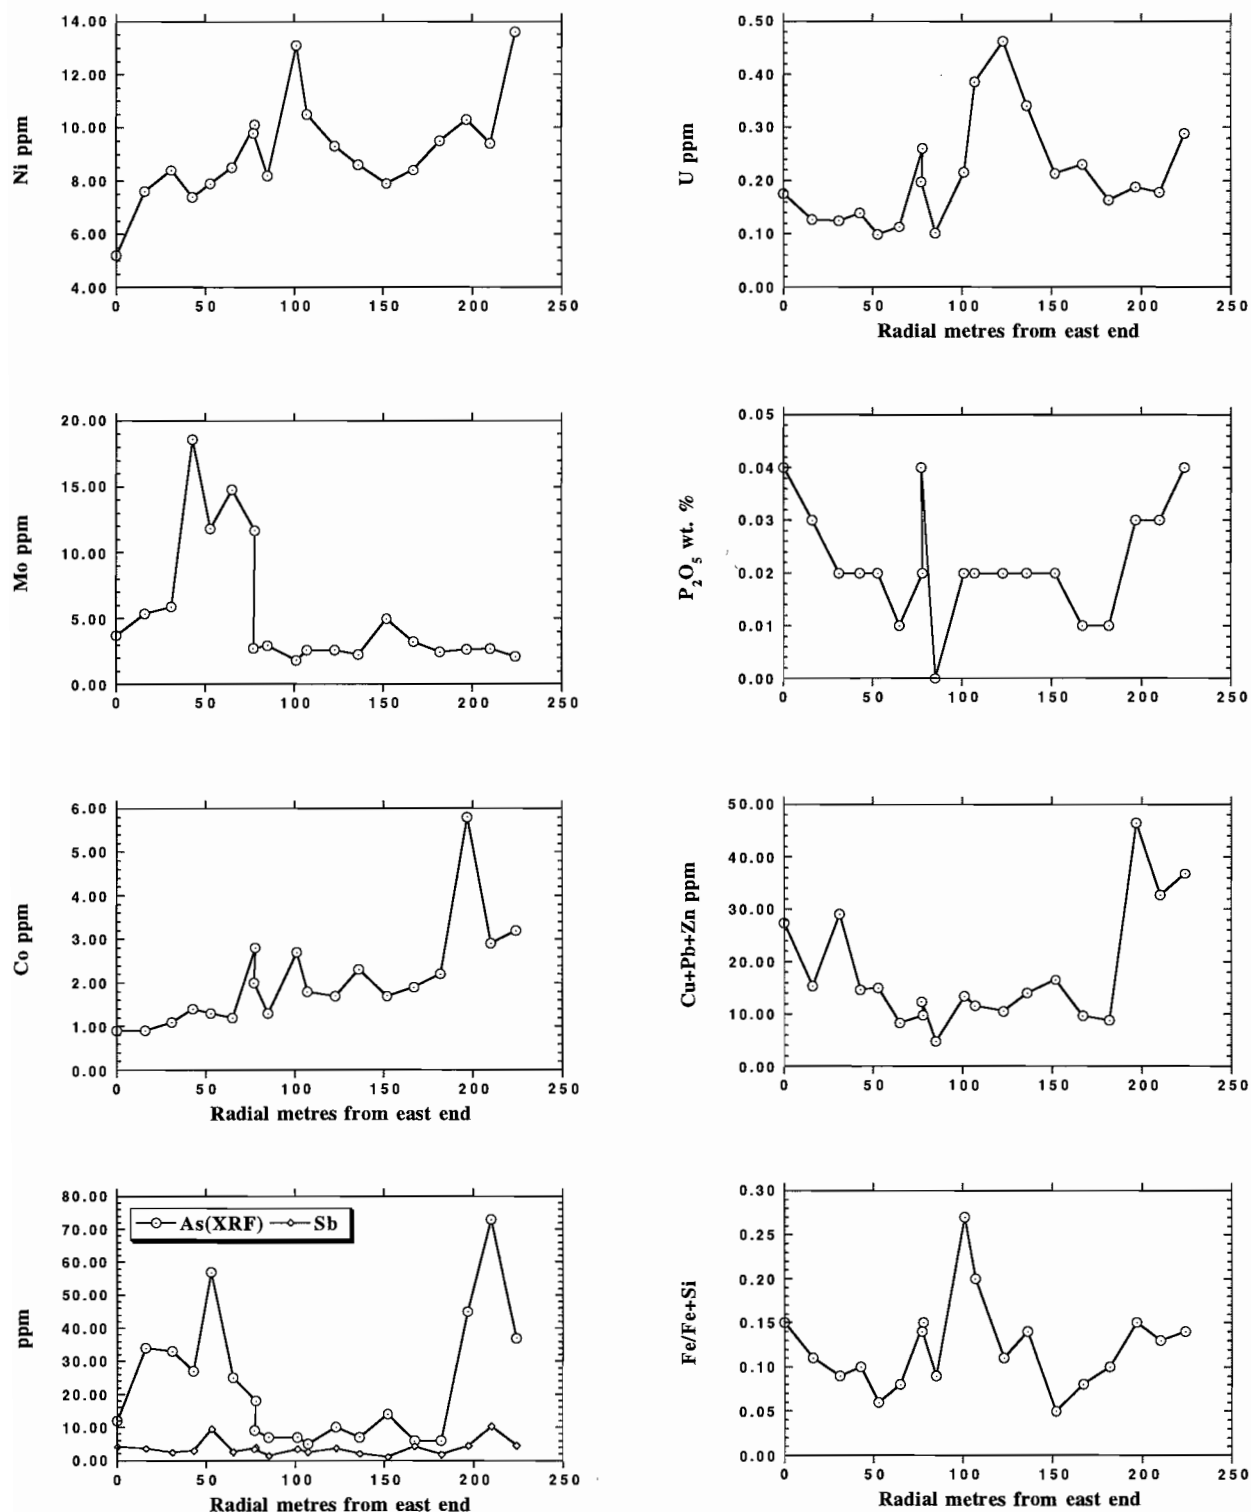 Ni ppm
14.00
12.00
10.00
8.00
6.00
4.00
0 50 100 150 200 250
U ppm
0.50
0.40
0.30
0.20
0.10
0.00
0 50 100 150 200 250
Radial metres from east end
Mo ppm
20.00
15.00
10.00
5.00
0.00
0 50 100 150 200 250
P₂O₅ wt. %
0.05
0.04
0.03
0.02
0.01
0.00
0 50 100 150 200 250
Co ppm
6.00
5.00
4.00
3.00
2.00
1.00
0.00
0 50 100 150 200 250
Radial metres from east end
Cu+Pb+Zn ppm
50.00
40.00
30.00
20.00
10.00
0.00
0 50 100 150 200 250
ppm
80.00
70.00
60.00
50.00
40.00
30.00
20.00
10.00
0.00
As(XRF) Sb
0 50 100 150 200 250
Radial metres from east end
Fe/Fe+Si
0.30
0.25
0.20
0.15
0.10
0.05
0.00
0 50 100 150 200 250
Radial metres from east end